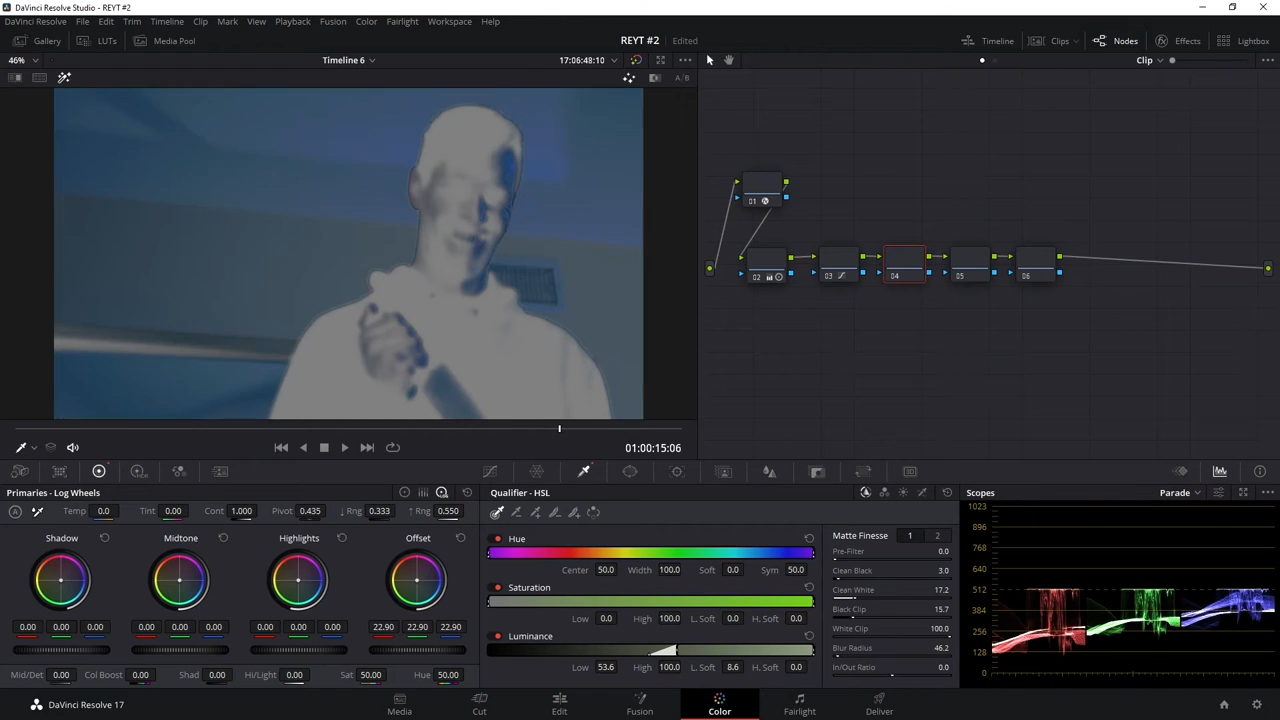 DaVinci Resolve Studio - REYT #2
DaVinci Resolve File Edit Trim Timeline Clip Mark View Playback Fusion Color Fairlight Workspace Help
Gallery LUTs Media Pool REYT #2 Edited Timeline Clips Nodes Effects Lightbox
46% Timeline 6 17:06:48:10 Clip
A/B
01
02 03 04 05 06
01:00:15:06
Primaries - Log Wheels Qualifier - HSL Scopes Parade
Temp 0.0 Tint 0.00 Cont 1.000 Pivot 0.435 ↓ Rng 0.333 ↑ Rng 0.550
Shadow Midtone Highlights Offset
0.00 0.00 0.00 0.00 0.00 0.00 0.00 0.00 0.00 22.90 22.90 22.90
Mid/Det 0.00 Col Boost 0.00 Shad 0.00 Hi/Light 0.00 Sat 50.00 Hue 50.00
Hue
Center 50.0 Width 100.0 Soft 0.0 Sym 50.0
Saturation
Low 0.0 High 100.0 L. Soft 0.0 H. Soft 0.0
Luminance
Low 53.6 High 100.0 L. Soft 8.6 H. Soft 0.0
Matte Finesse 1 2
Pre-Filter 0.0
Clean Black 3.0
Clean White 17.2
Black Clip 15.7
White Clip 100.0
Blur Radius 46.2
In/Out Ratio 0.0
1023
896
768
640
512
384
256
128
0
DaVinci Resolve 17 Media Cut Edit Fusion Color Fairlight Deliver